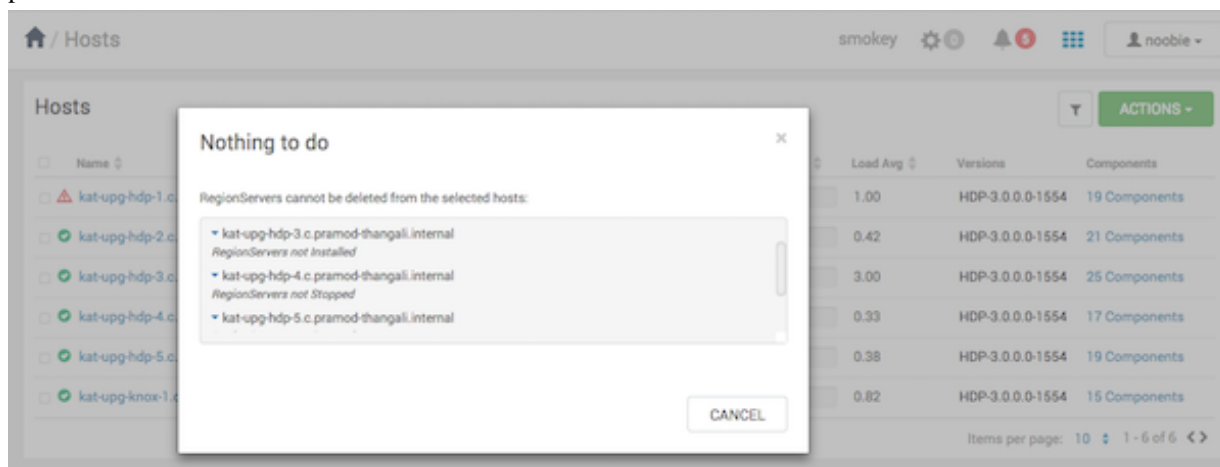 / Hosts
smokey 0 5 noobie
Hosts
ACTIONS
Nothing to do ×
Name Load Avg Versions Components
RegionServers cannot be deleted from the selected hosts:
kat-upg-hdp-1.c. 1.00 HDP-3.0.0.0-1554 19 Components
kat-upg-hdp-3.c.pramod-thangali.internal
RegionServers not Installed
kat-upg-hdp-2.c. 0.42 HDP-3.0.0.0-1554 21 Components
kat-upg-hdp-4.c.pramod-thangali.internal
RegionServers not Stopped
kat-upg-hdp-3.c. 3.00 HDP-3.0.0.0-1554 25 Components
kat-upg-hdp-5.c.pramod-thangali.internal
kat-upg-hdp-4.c. 0.33 HDP-3.0.0.0-1554 17 Components
kat-upg-hdp-5.c. 0.38 HDP-3.0.0.0-1554 19 Components
kat-upg-knox-1.c 0.82 HDP-3.0.0.0-1554 15 Components
CANCEL
Items per page: 10 1 - 6 of 6